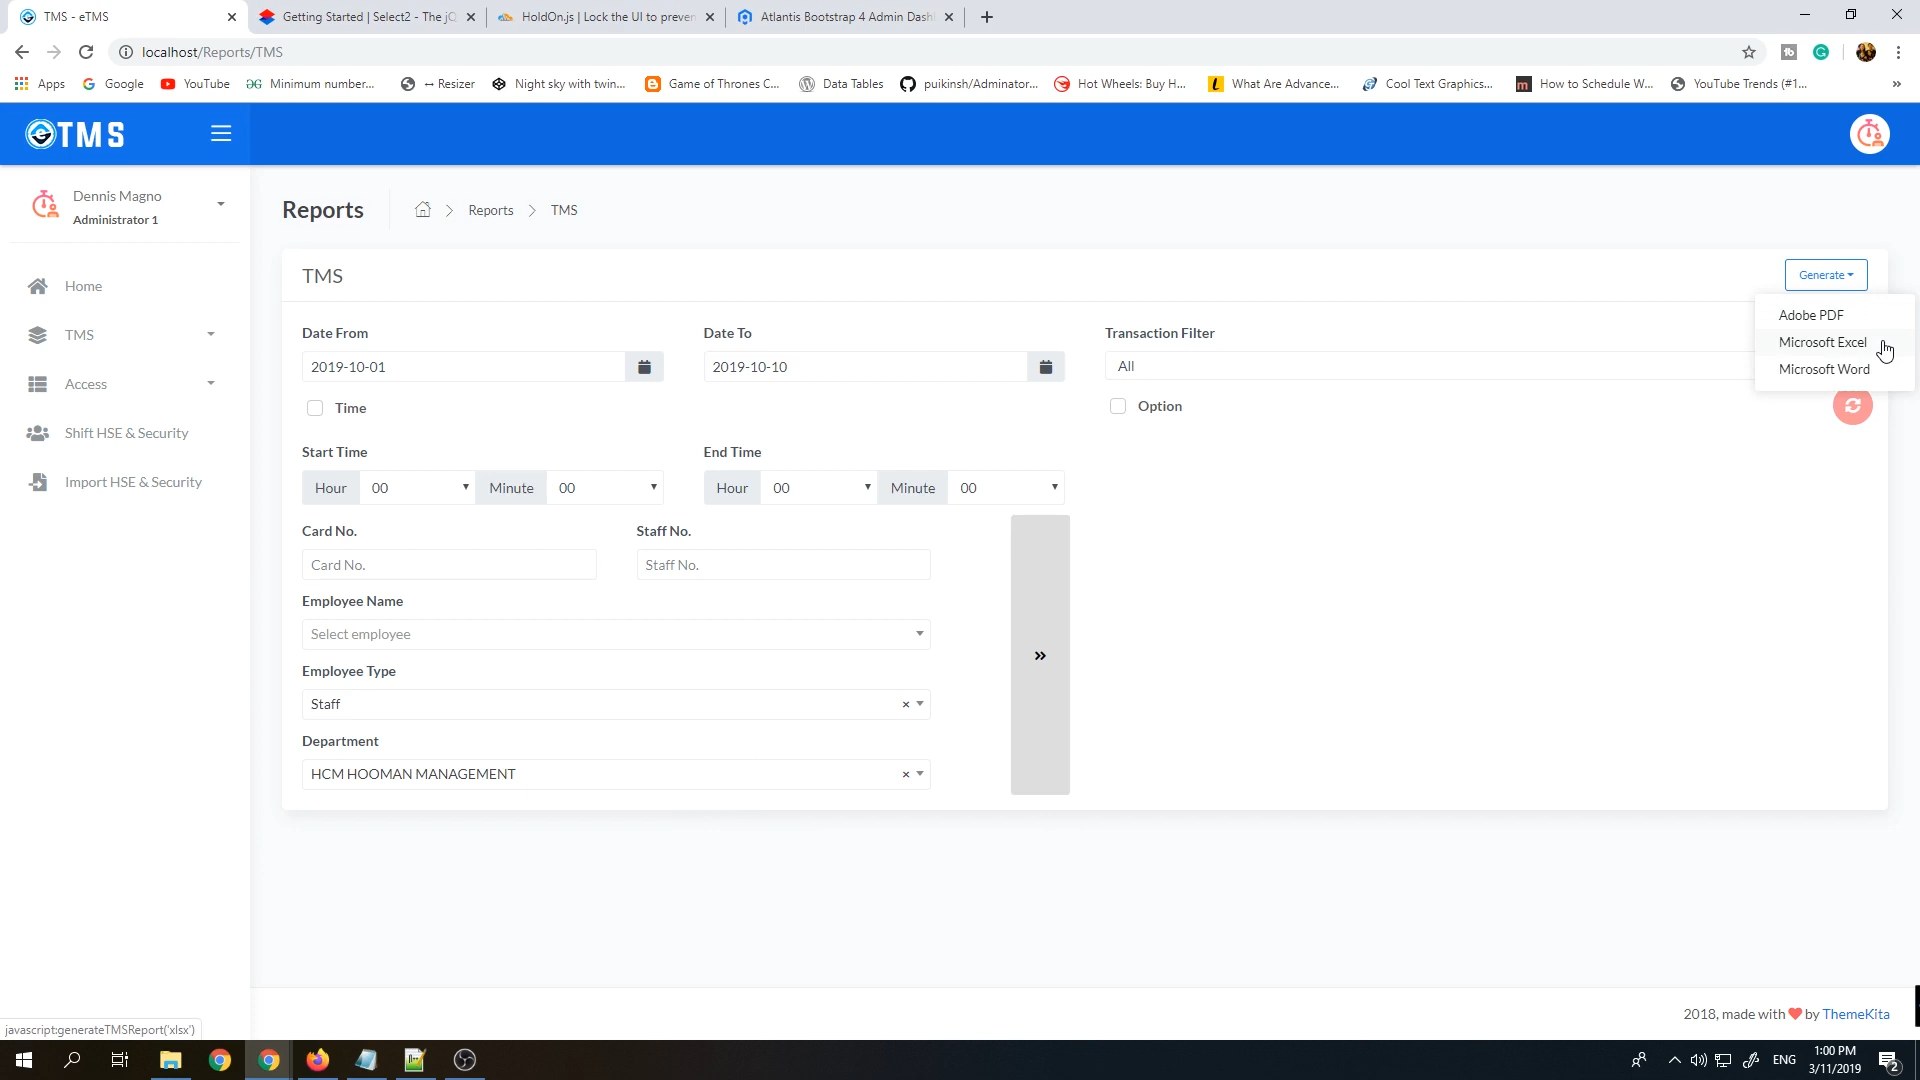 TMS - eTMS
Getting Started | Select2 - The jQ
HoldOn.js | Lock the UI to preven
Atlantis Bootstrap 4 Admin Dash
localhost/Reports/TMS
Apps
Google
YouTube
Minimum number...
↔ Resizer
Night sky with twin...
Game of Thrones C...
Data Tables
puikinsh/Adminator...
Hot Wheels: Buy H...
What Are Advance...
Cool Text Graphics...
How to Schedule W...
YouTube Trends (#1...
»
eTMS
Dennis Magno
Administrator 1
Home
TMS
Access
Shift HSE & Security
Import HSE & Security
Reports
Reports
TMS
TMS
Generate
Adobe PDF
Microsoft Excel
Microsoft Word
Date From
Date To
Transaction Filter
2019-10-01
2019-10-10
All
Time
Option
Start Time
End Time
Hour 00 Minute 00
Hour 00 Minute 00
Card No.
Staff No.
Card No.
Staff No.
Employee Name
Select employee
»
Employee Type
Staff ×
Department
HCM HOOMAN MANAGEMENT ×
2018, made with ❤ by ThemeKita
javascript:generateTMSReport('xlsx')
ENG
1:00 PM
3/11/2019
2